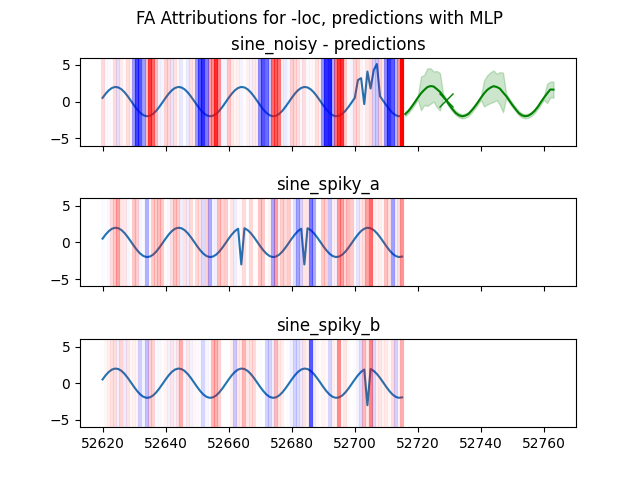 FA Attributions for -loc, predictions with MLP
sine_noisy - predictions
5
0
−5
sine_spiky_a
5
0
−5
sine_spiky_b
5
0
−5
52620 52640 52660 52680 52700 52720 52740 52760